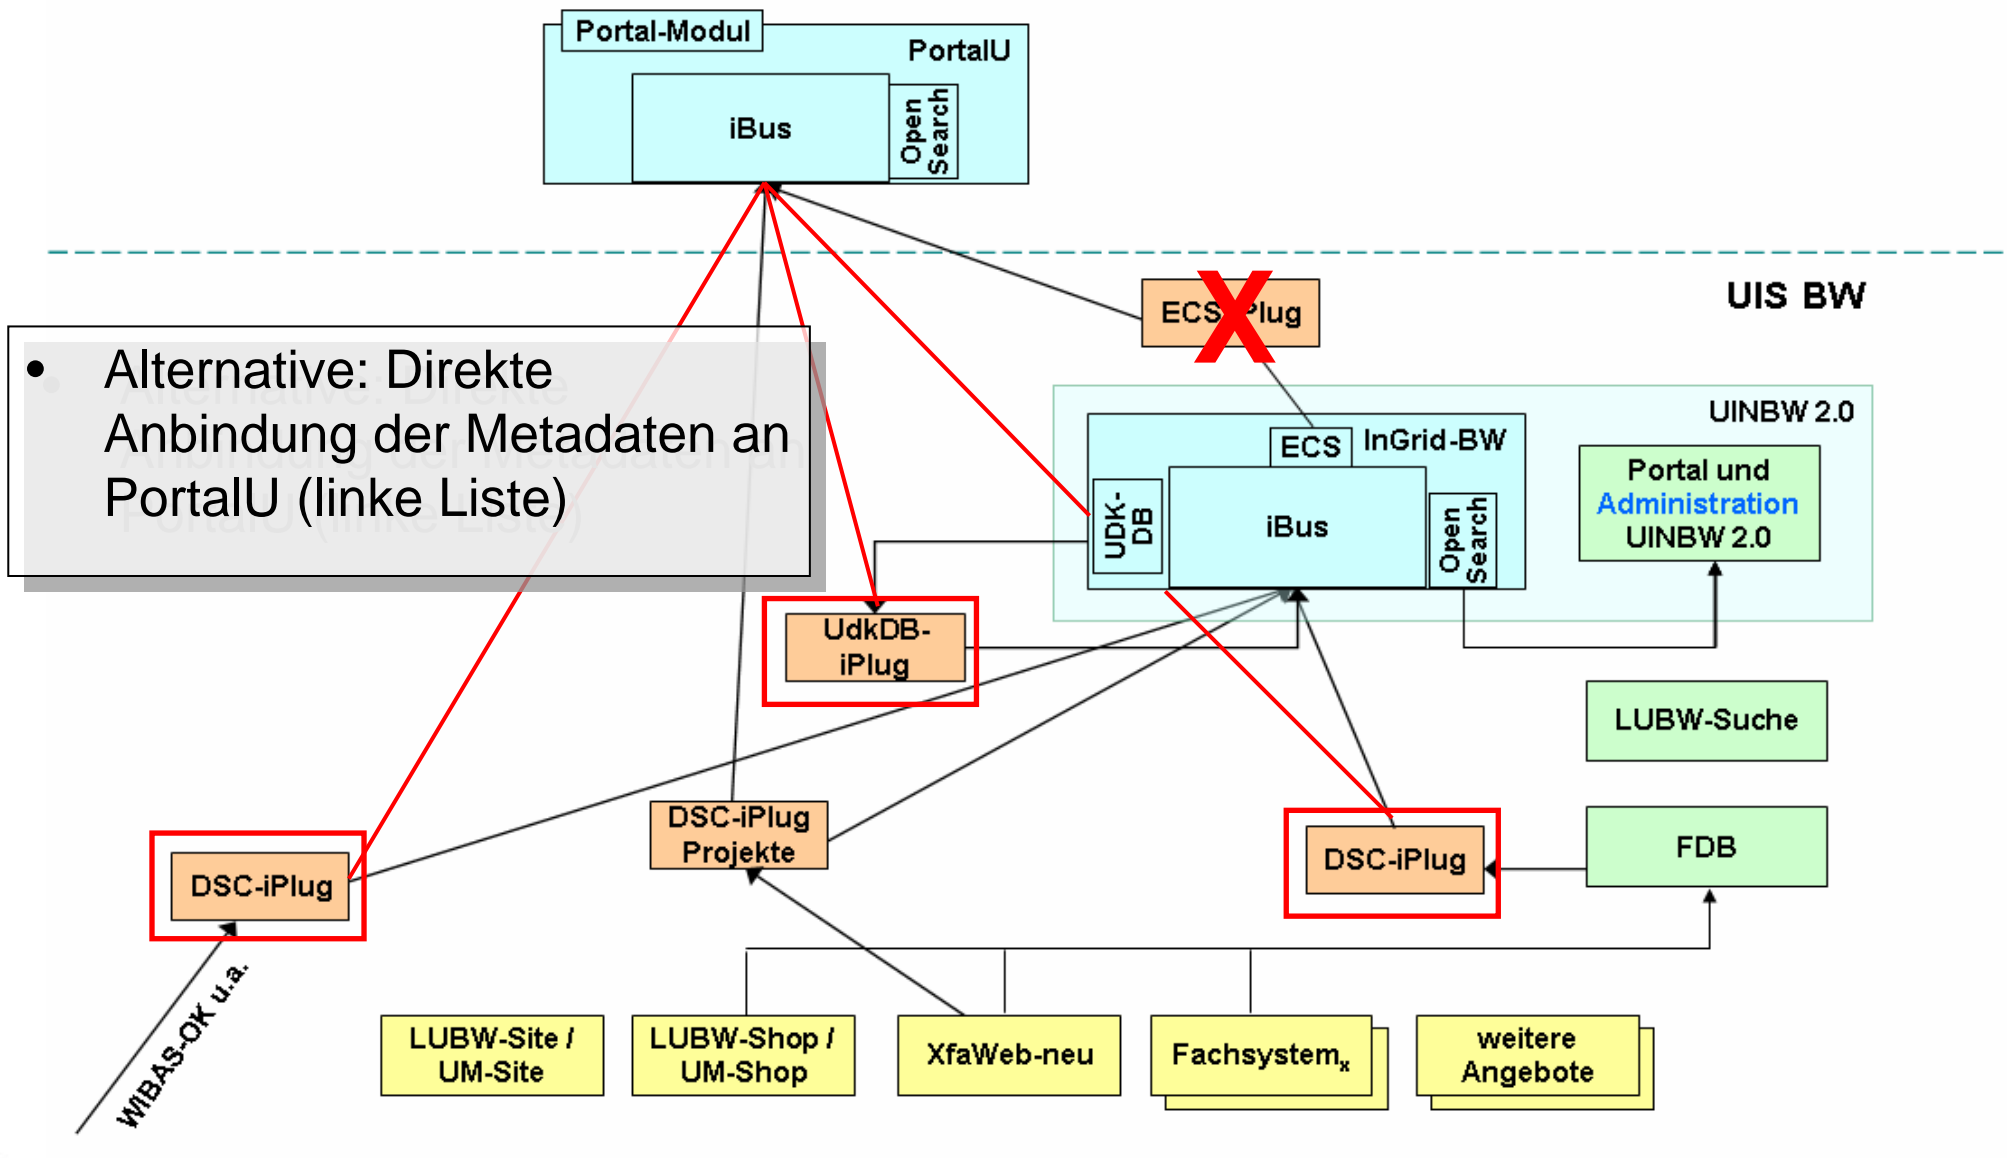 Portal-Modul
PortalU
iBus
Open
Search
ECS
Plug
UIS BW
• Alternative: Direkte
Anbindung der Metadaten an
PortalU (linke Liste)
UINBW 2.0
ECS
InGrid-BW
UDK-
DB
iBus
Open
Search
Portal und
Administration
UINBW 2.0
UdkDB-
iPlug
LUBW-Suche
DSC-iPlug
Projekte
DSC-iPlug
DSC-iPlug
FDB
WIBAS-OK u.a.
LUBW-Site /
UM-Site
LUBW-Shop /
UM-Shop
XfaWeb-neu
Fachsystemx
weitere
Angebote